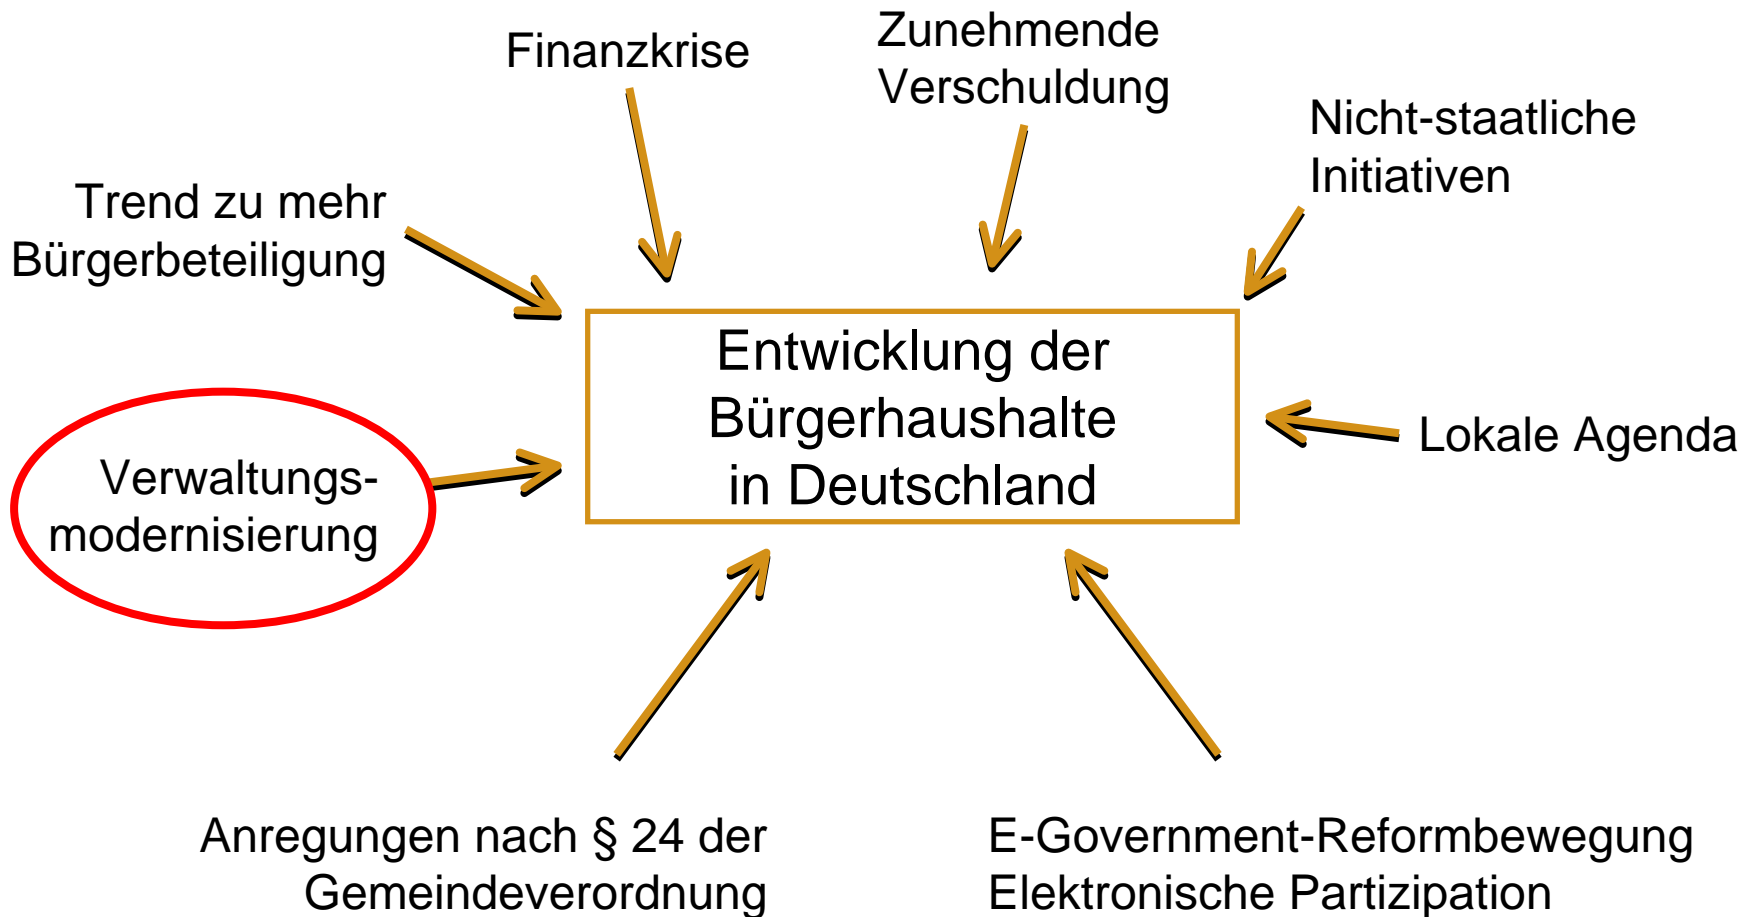 Finanzkrise
Zunehmende
Verschuldung
Nicht-staatliche
Initiativen
Trend zu mehr
Bürgerbeteiligung
Entwicklung der
Bürgerhaushalte
in Deutschland
Lokale Agenda
Verwaltungs-
modernisierung
Anregungen nach § 24 der
Gemeindeverordnung
E-Government-Reformbewegung
Elektronische Partizipation